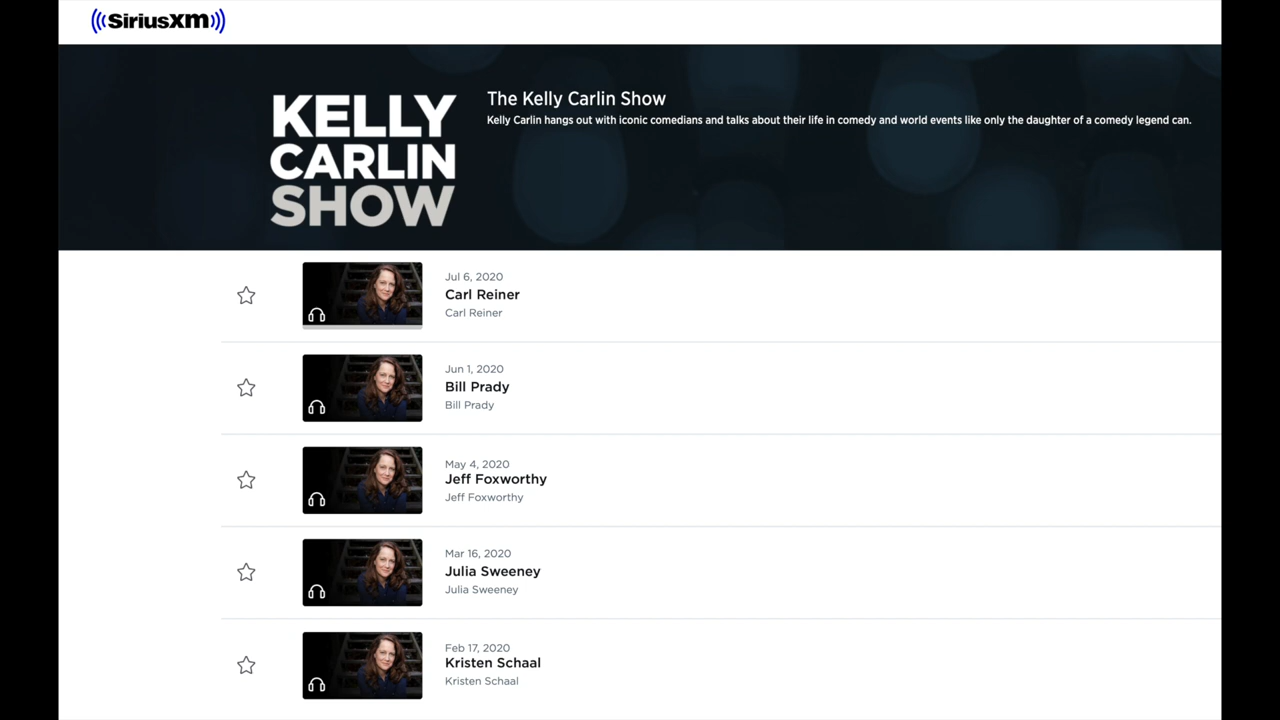 SiriusXM
KELLY
CARLIN
SHOW
The Kelly Carlin Show
Kelly Carlin hangs out with iconic comedians and talks about their life in comedy and world events like only the daughter of a comedy legend can.
Jul 6, 2020
Carl Reiner
Carl Reiner
Jun 1, 2020
Bill Prady
Bill Prady
May 4, 2020
Jeff Foxworthy
Jeff Foxworthy
Mar 16, 2020
Julia Sweeney
Julia Sweeney
Feb 17, 2020
Kristen Schaal
Kristen Schaal